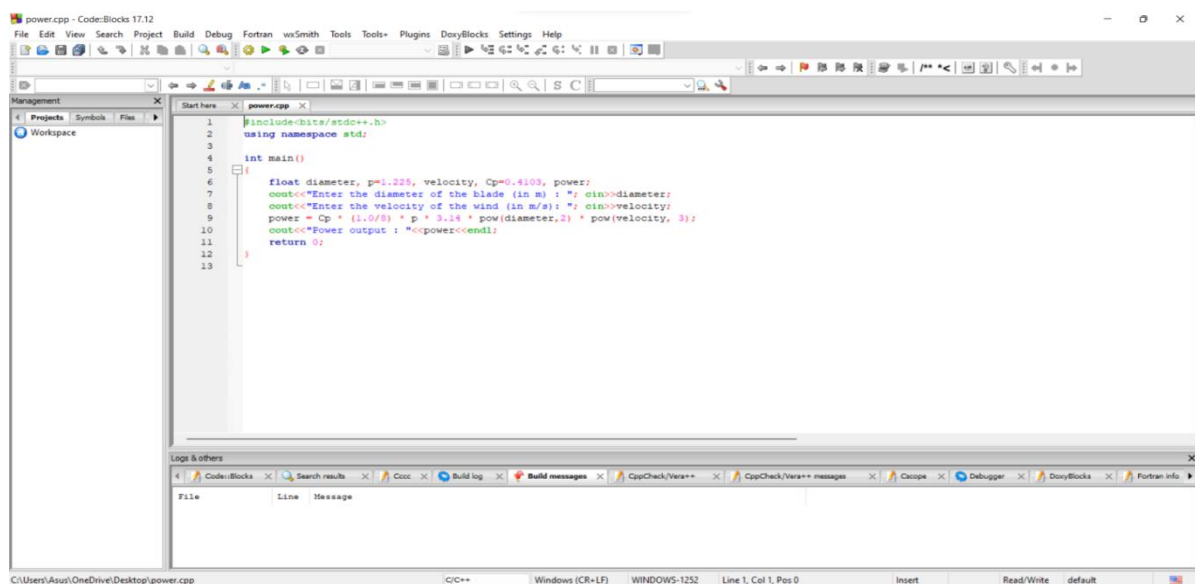 power.cpp - Code::Blocks 17.12
File Edit View Search Project Build Debug Fortran wxSmith Tools Tools+ Plugins DoxyBlocks Settings Help
/** *<
S C
Management
Projects Symbols Files
Workspace
Start here power.cpp
1 #include<bits/stdc++.h>
2 using namespace std;
3
4 int main()
5 {
6 float diameter, p=1.225, velocity, Cp=0.4103, power;
7 cout<<"Enter the diameter of the blade (in m) : "; cin>>diameter;
8 cout<<"Enter the velocity of the wind (in m/s): "; cin>>velocity;
9 power = Cp * (1.0/8) * p * 3.14 * pow(diameter,2) * pow(velocity, 3);
10 cout<<"Power output : "<<power<<endl;
11 return 0;
12 }
13
Logs & others
Code::Blocks Search results Cccc Build log Build messages CppCheck/Vera++ CppCheck/Vera++ messages Cscope Debugger DoxyBlocks Fortran info
File Line Message
C:\Users\Asus\OneDrive\Desktop\power.cpp C/C++ Windows (CR+LF) WINDOWS-1252 Line 1, Col 1, Pos 0 Insert Read/Write default